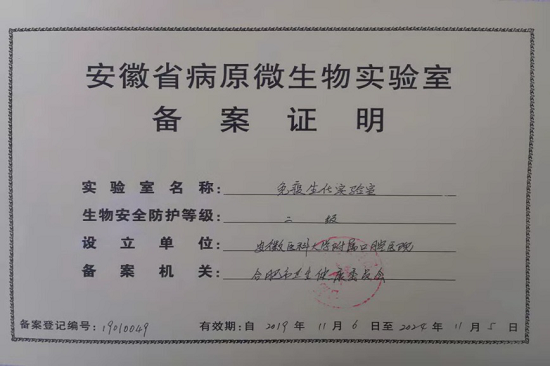 安徽省病原微生物实验室
备案证明
实验室名称：免疫生化实验室
生物安全防护等级：二级
设立单位：安徽医科大学附属口腔医院
备案机关：合肥市卫生健康委员会
备案登记编号：19010049 有效期：自 2019 年 11 月 6 日至 2024 年 11 月 5 日